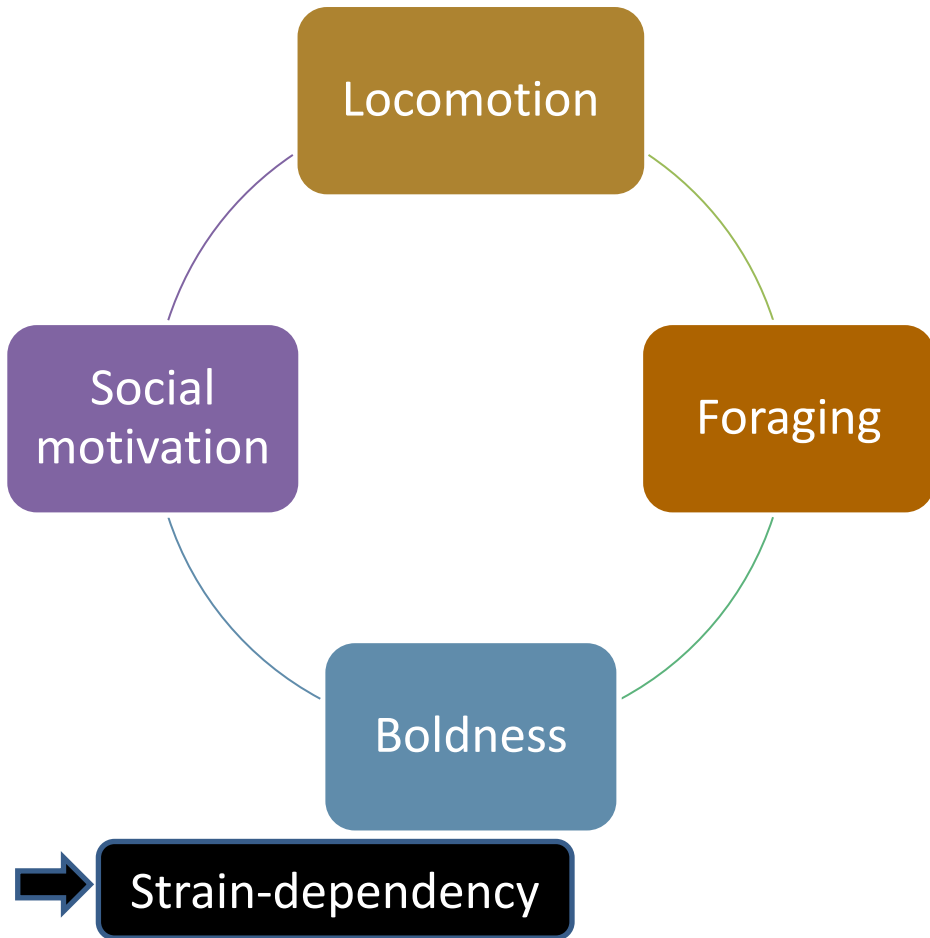 Locomotion
Social
motivation
Foraging
Boldness
Strain-dependency